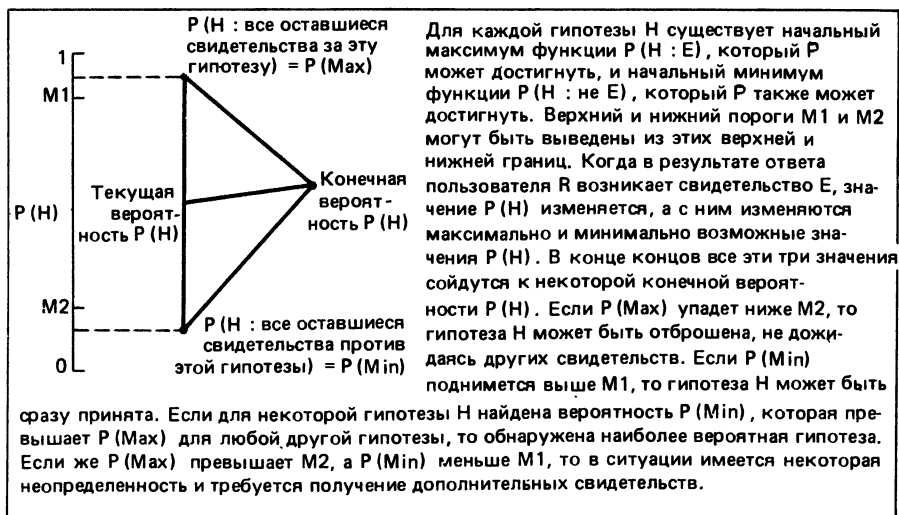 P (H : все оставшиеся
свидетельства за эту
гипотезу) = P (Max)
1
M1
Текущая
вероят-
ность P (H)
Конечная
вероят-
ность P (H)
P (H)
M2
0
P (H : все оставшиеся
свидетельства против
этой гипотезы) = P (Min)
Для каждой гипотезы H существует начальный
максимум функции P (H : E), который P
может достигнуть, и начальный минимум
функции P (H : не E), который P также может
достигнуть. Верхний и нижний пороги M1 и M2
могут быть выведены из этих верхней и
нижней границ. Когда в результате ответа
пользователя R возникает свидетельство E, зна-
чение P (H) изменяется, а с ним изменяются
максимально и минимально возможные зна-
чения P (H). В конце концов все эти три значения
сойдутся к некоторой конечной вероят-
ности P (H). Если P (Max) упадет ниже M2, то
гипотеза H может быть отброшена, не дожи-
даясь других свидетельств. Если P (Min)
поднимется выше M1, то гипотеза H может быть
сразу принята. Если для некоторой гипотезы H найдена вероятность P (Min), которая пре-
вышает P (Max) для любой другой гипотезы, то обнаружена наиболее вероятная гипотеза.
Если же P (Max) превышает M2, а P (Min) меньше M1, то в ситуации имеется некоторая
неопределенность и требуется получение дополнительных свидетельств.